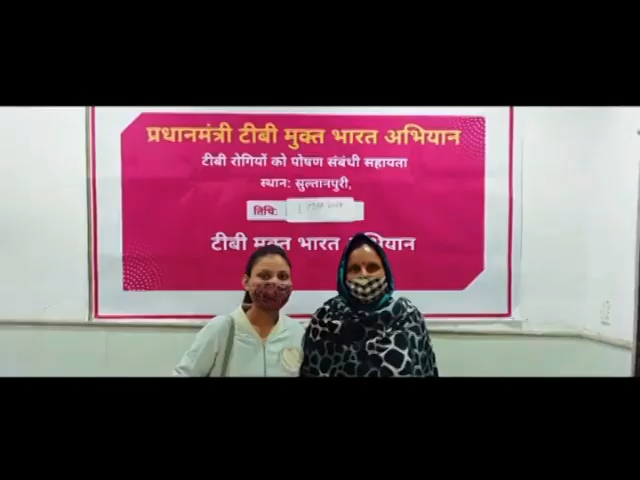 प्रधानमंत्री टीबी मुक्त भारत अभियान
टीबी रोगियों को पोषण संबंधी सहायता
स्थान: सुल्तानपुरी,
तिथि:
टीबी मुक्त भारत अभियान